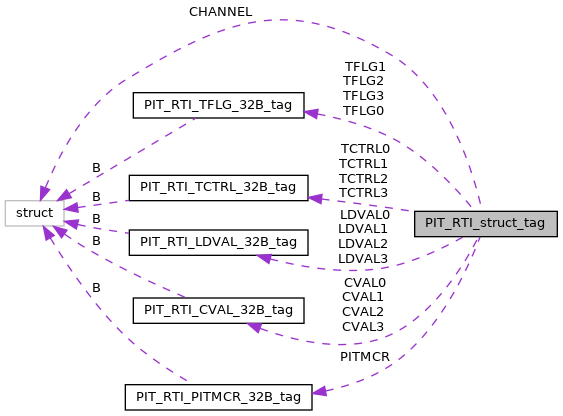 CHANNEL
TFLG1
TFLG2
TFLG3
TFLG0
PIT_RTI_TFLG_32B_tag
B
TCTRL0
TCTRL1
TCTRL2
TCTRL3
PIT_RTI_TCTRL_32B_tag
B
struct
PIT_RTI_struct_tag
LDVAL0
LDVAL1
LDVAL2
LDVAL3
B
PIT_RTI_LDVAL_32B_tag
B
CVAL0
CVAL1
CVAL2
CVAL3
PIT_RTI_CVAL_32B_tag
B
PITMCR
PIT_RTI_PITMCR_32B_tag